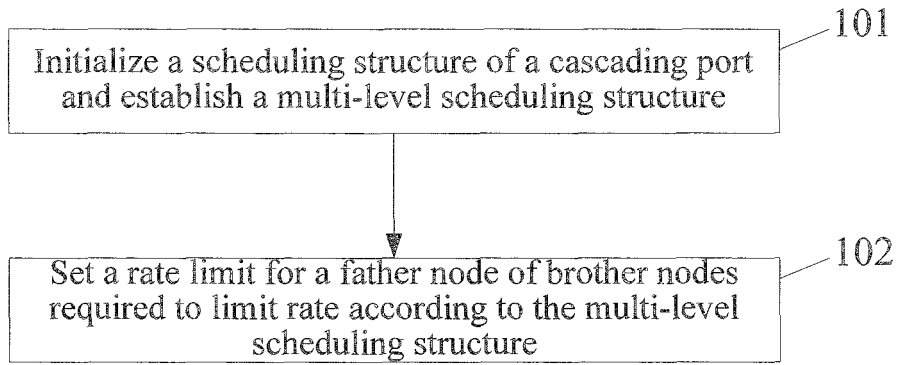 101
Initialize a scheduling structure of a cascading port
and establish a multi-level scheduling structure
102
Set a rate limit for a father node of brother nodes
required to limit rate according to the multi-level
scheduling structure